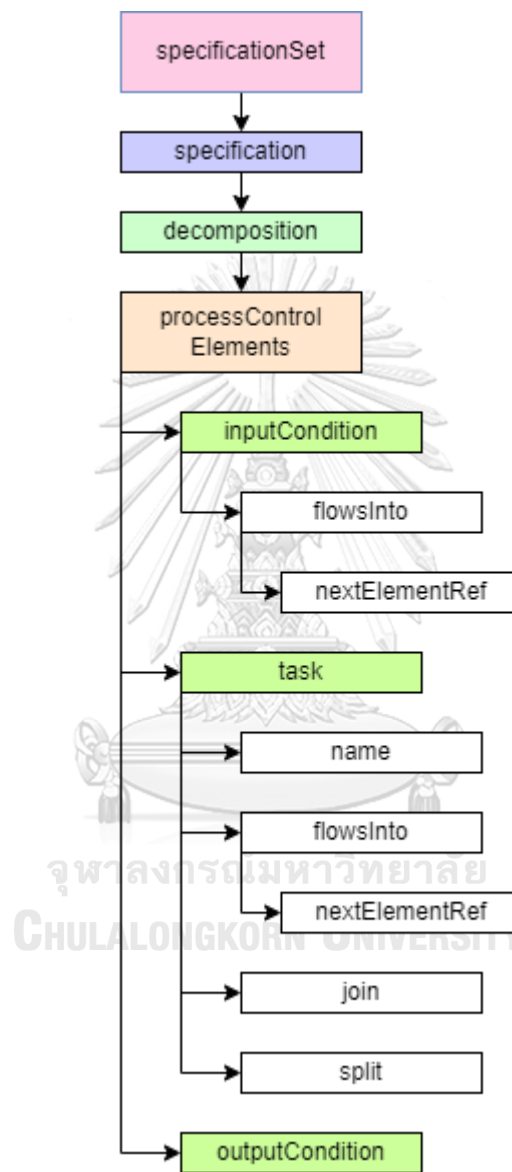 specificationSet
specification
decomposition
processControl
Elements
inputCondition
flowsInto
nextElementRef
task
name
flowsInto
nextElementRef
จุฬาลงกรณ์มหาวิทยาลัย
CHULALONGKORN UNIVERSITY
join
split
outputCondition